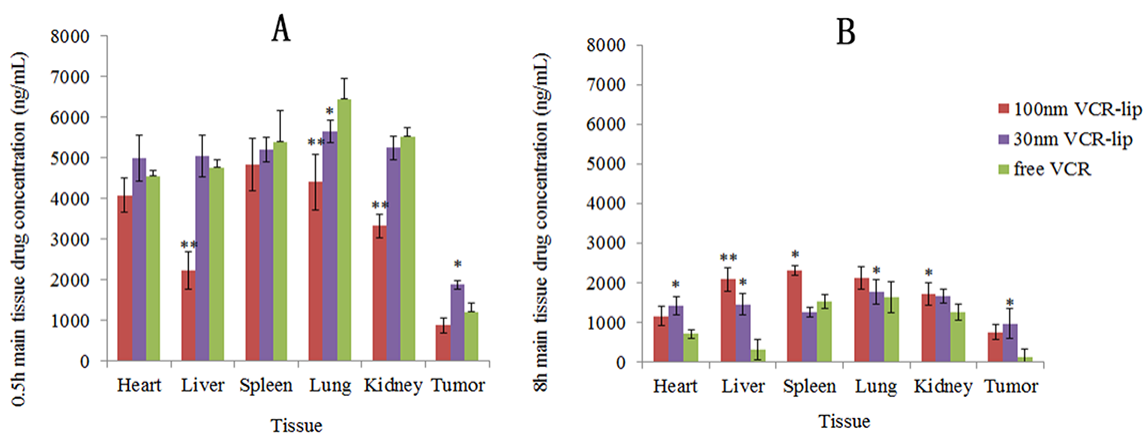 A
0.5h main tissue drug concentration (ng/mL)
8000
7000
6000
5000
4000
3000
2000
1000
0
**
**
*
**
*
Heart Liver Spleen Lung Kidney Tumor
Tissue
B
8h main tissue drug concentration (ng/mL)
8000
7000
6000
5000
4000
3000
2000
1000
0
*
**
*
*
*
*
*
Heart Liver Spleen Lung Kidney Tumor
Tissue
100nm VCR-lip
30nm VCR-lip
free VCR